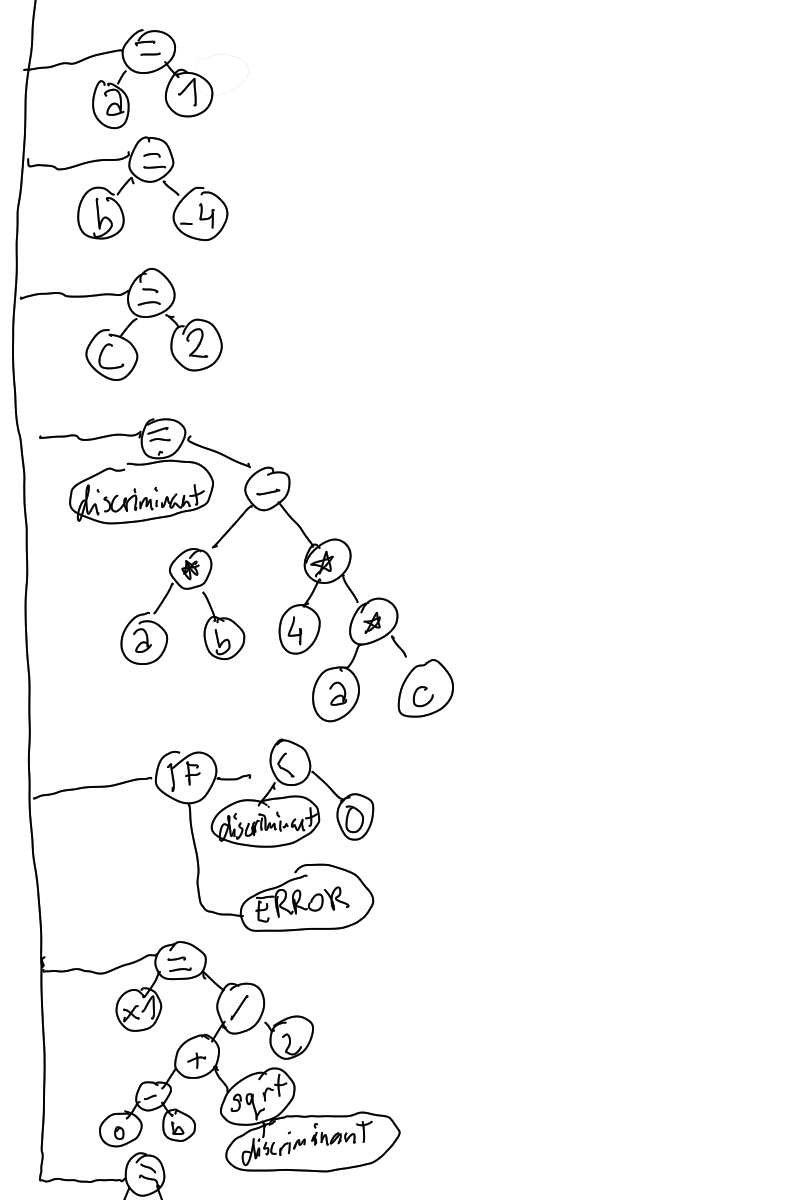 =
a 1
=
b -4
=
c 2
=
discriminant -
* *
a b 4 *
a c
IF <
discriminant 0
ERROR
=
x1 /
+ 2
- sqrt
0 b
discriminant
=